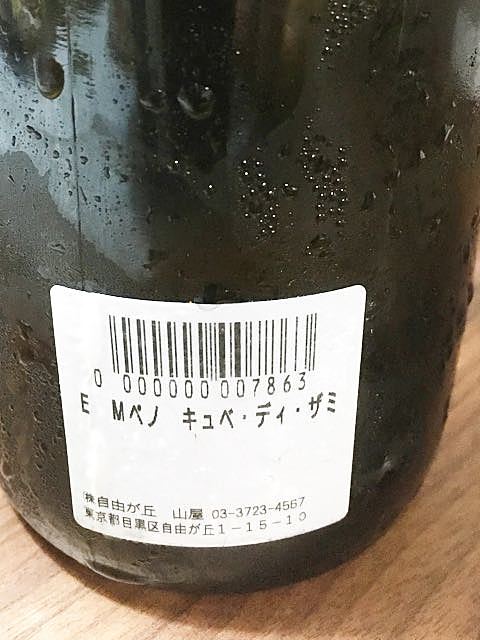 0 000000 007863
E Mペノ キュベ・ディ・ザミ
㈱自由が丘 山屋 03-3723-4567
東京都目黒区自由が丘1-15-10